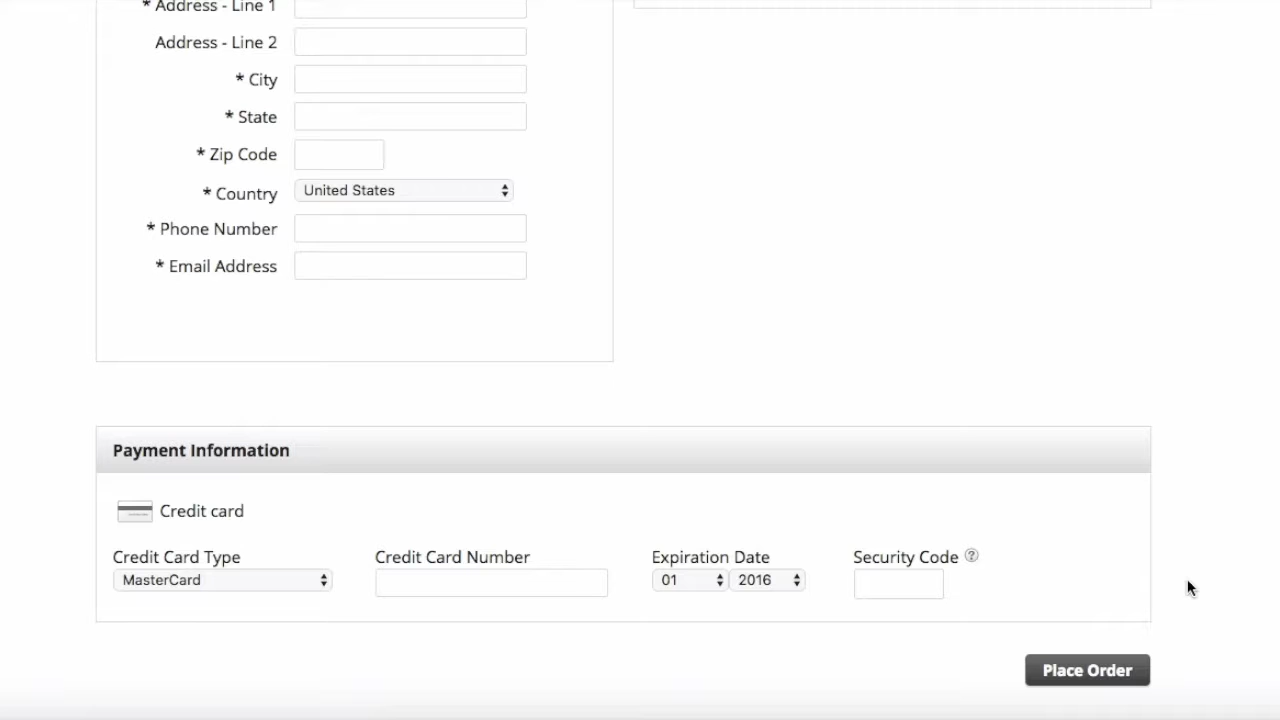 * Address - Line 1
Address - Line 2
* City
* State
* Zip Code
* Country United States
* Phone Number
* Email Address
Payment Information
Credit card
Credit Card Type Credit Card Number Expiration Date Security Code ?
MasterCard 01 2016
Place Order